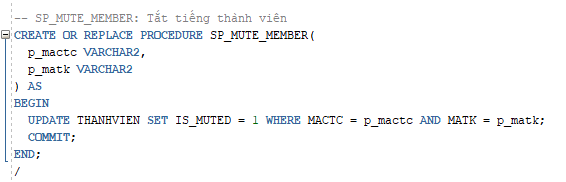 -- SP_MUTE_MEMBER: Tắt tiếng thành viên
CREATE OR REPLACE PROCEDURE SP_MUTE_MEMBER(
  p_mactc VARCHAR2,
  p_matk VARCHAR2
) AS
BEGIN
  UPDATE THANHVIEN SET IS_MUTED = 1 WHERE MACTC = p_mactc AND MATK = p_matk;
  COMMIT;
END;
/